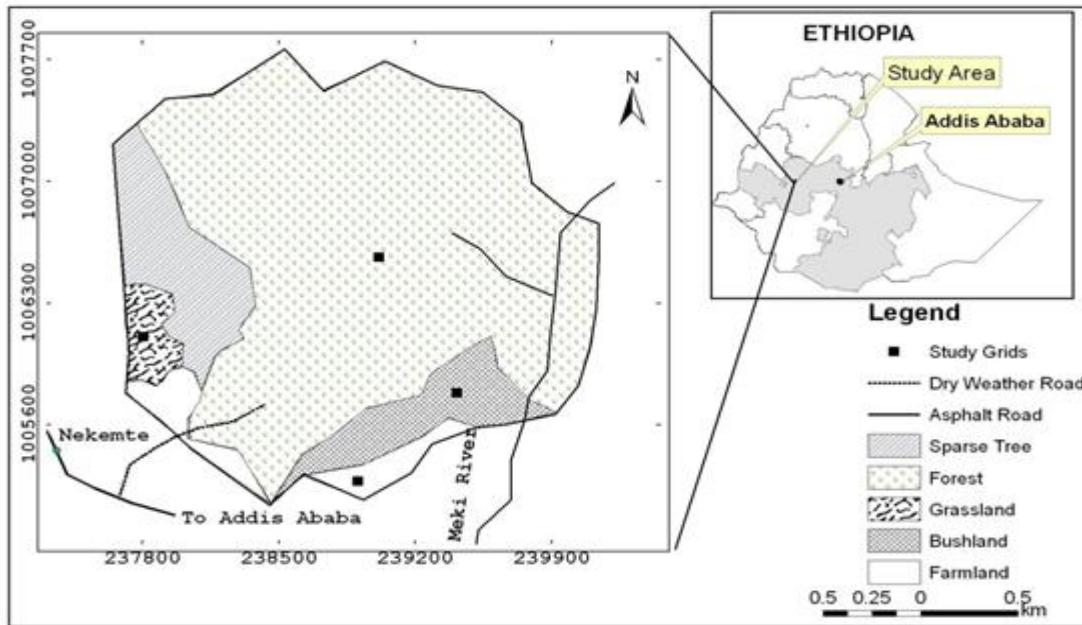 1007700
1007000
1006300
1005600
N
Nekemte
To Addis Ababa
Meki River
237800
238500
239200
239900
ETHIOPIA
Study Area
Addis Ababa
Legend
Study Grids
Dry Weather Road
Asphalt Road
Sparse Tree
Forest
Grassland
Bushland
Farmland
0.5 0.25 0 0.5
km